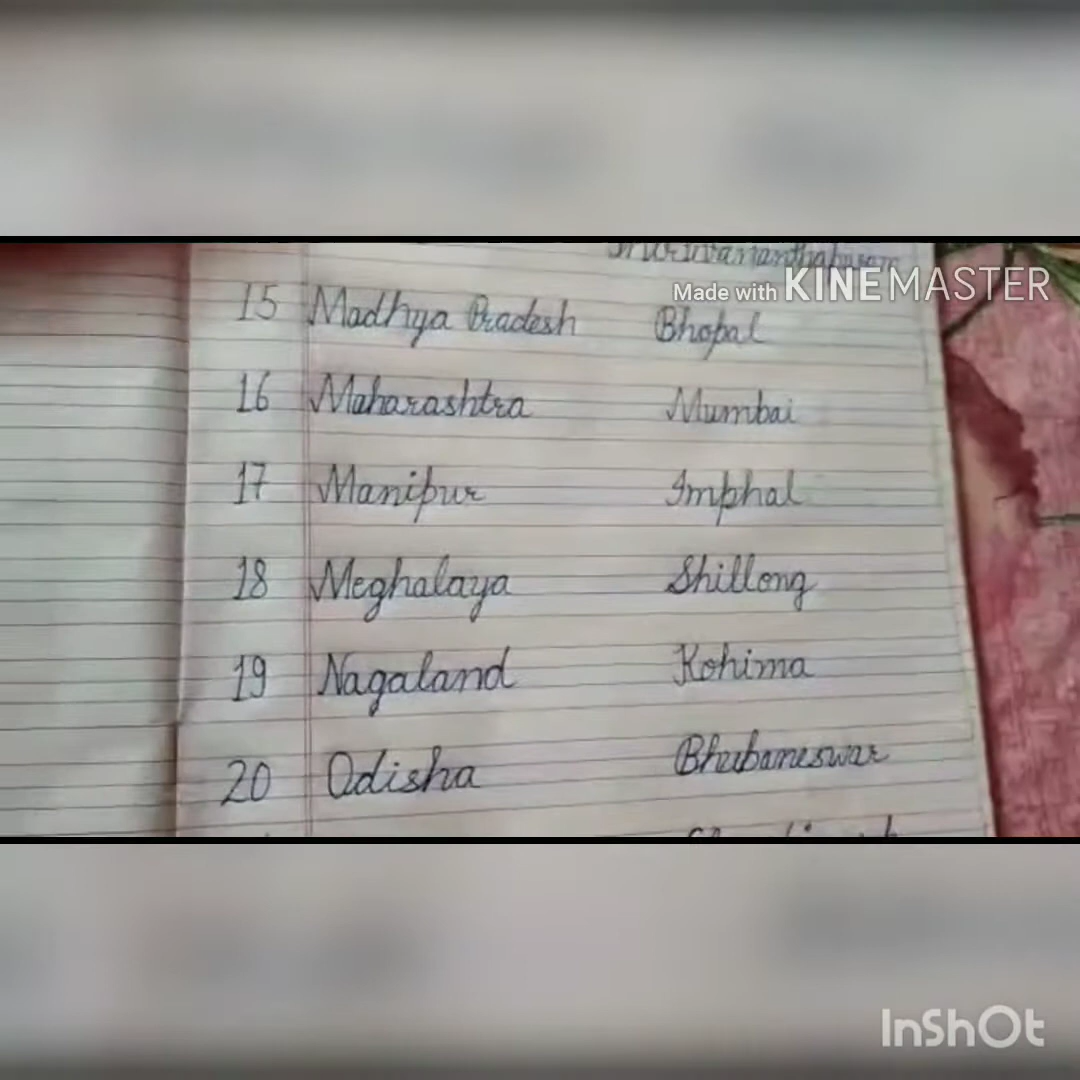 Thiruvananthapuram
Made with KINEMASTER
15 Madhya Pradesh Bhopal
16 Maharashtra Mumbai
17 Manipur Imphal
18 Meghalaya Shillong
19 Nagaland Kohima
20 Odisha Bhubaneswar
InShOt